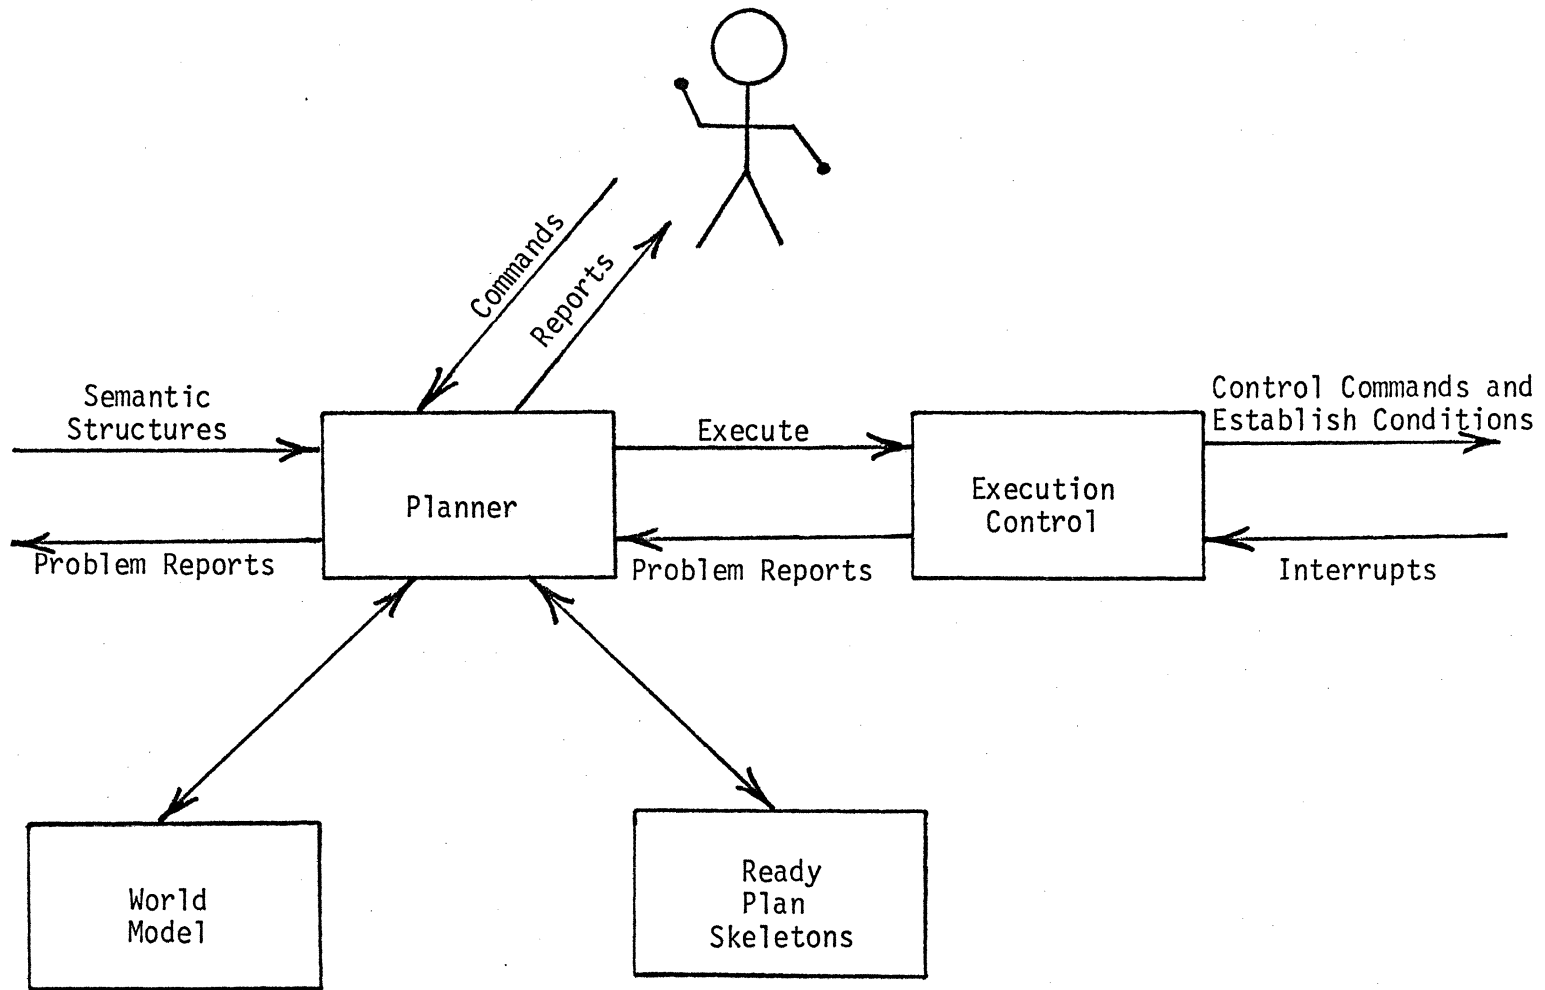 Commands
Reports
Semantic
Structures
Execute
Control Commands and
Establish Conditions
Planner
Execution
Control
Problem Reports
Problem Reports
Interrupts
World
Model
Ready
Plan
Skeletons